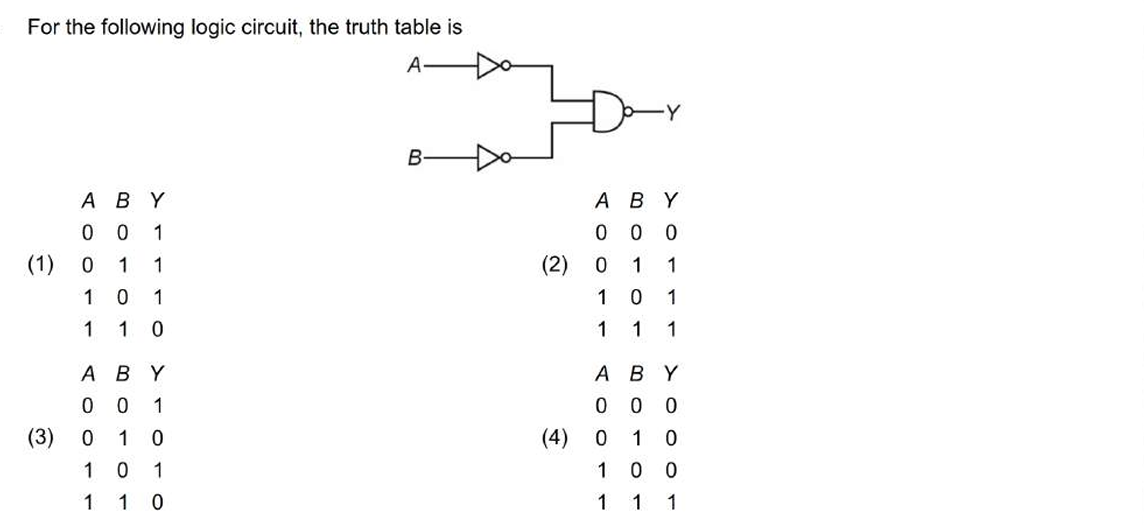 For the following logic circuit, the truth table is
A
Y
B
A B Y
0 0 1
(1) 0 1 1
1 0 1
1 1 0
A B Y
0 0 0
(2) 0 1 1
1 0 1
1 1 1
A B Y
0 0 1
(3) 0 1 0
1 0 1
1 1 0
A B Y
0 0 0
(4) 0 1 0
1 0 0
1 1 1